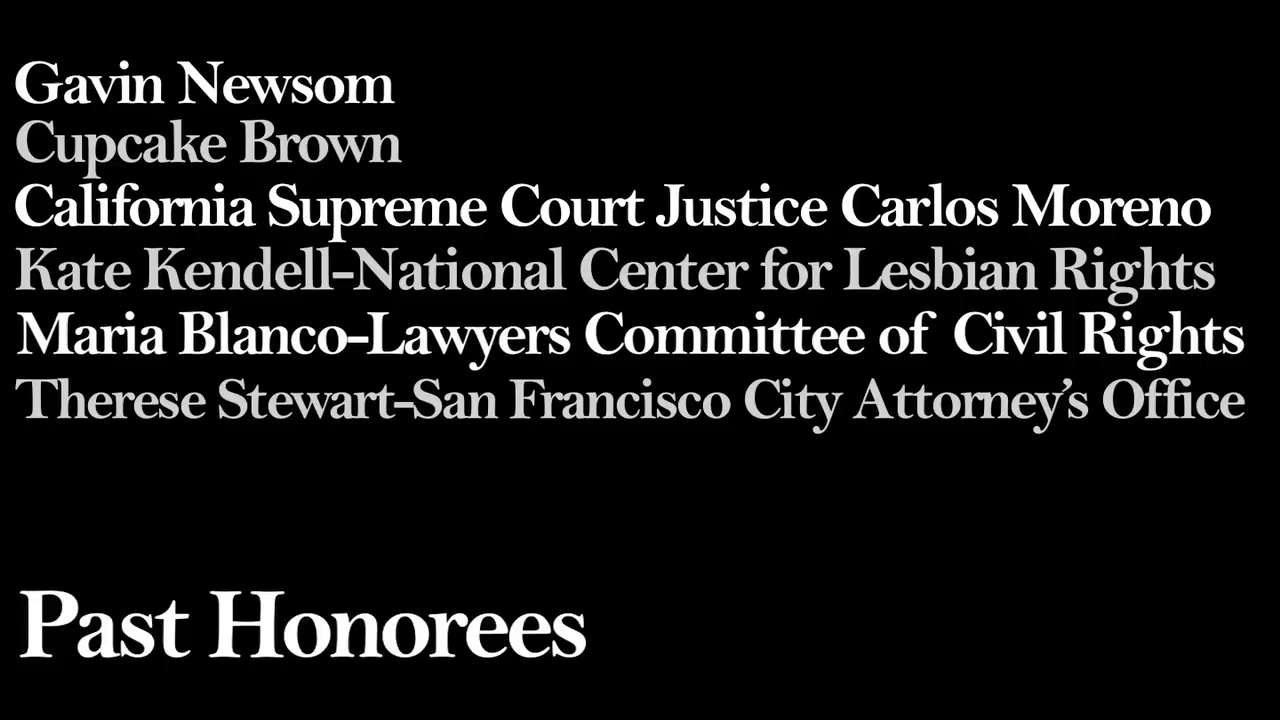 Gavin Newsom
Cupcake Brown
California Supreme Court Justice Carlos Moreno
Kate Kendell-National Center for Lesbian Rights
Maria Blanco-Lawyers Committee of Civil Rights
Therese Stewart-San Francisco City Attorney’s Office
Past Honorees